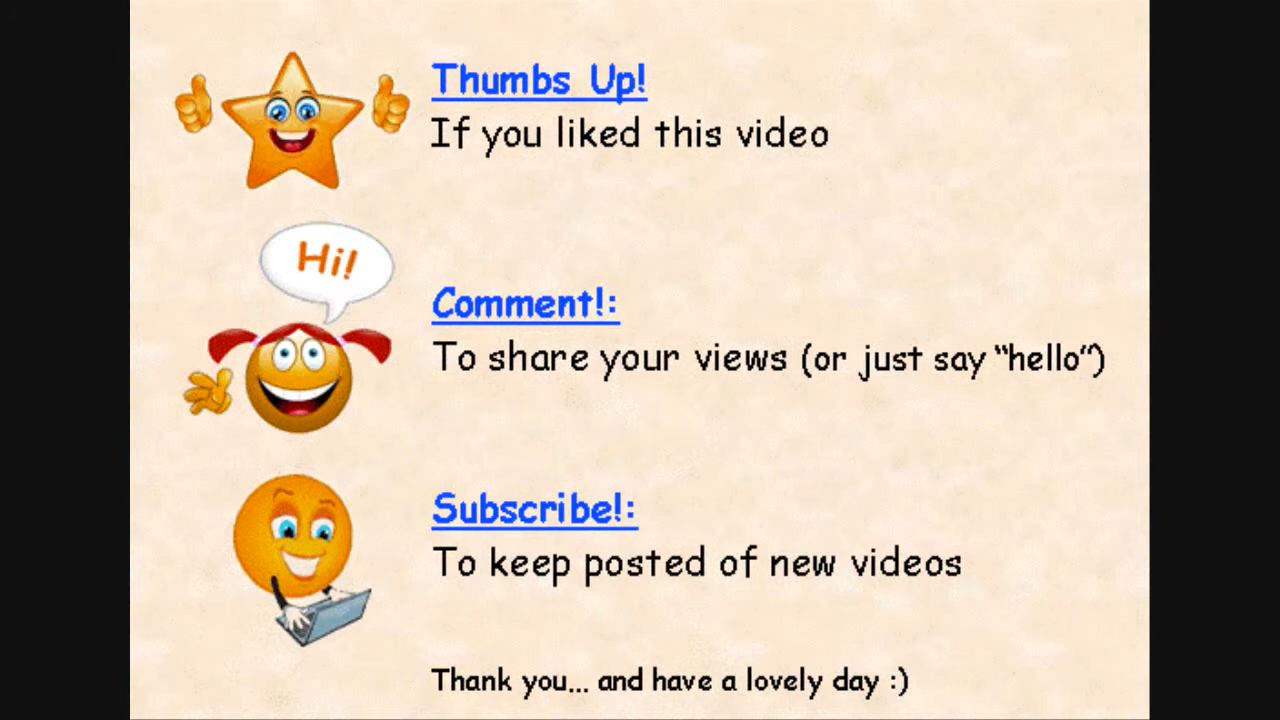 Thumbs Up!
If you liked this video
Hi!
Comment!:
To share your views (or just say “hello”)
Subscribe!:
To keep posted of new videos
Thank you... and have a lovely day :)